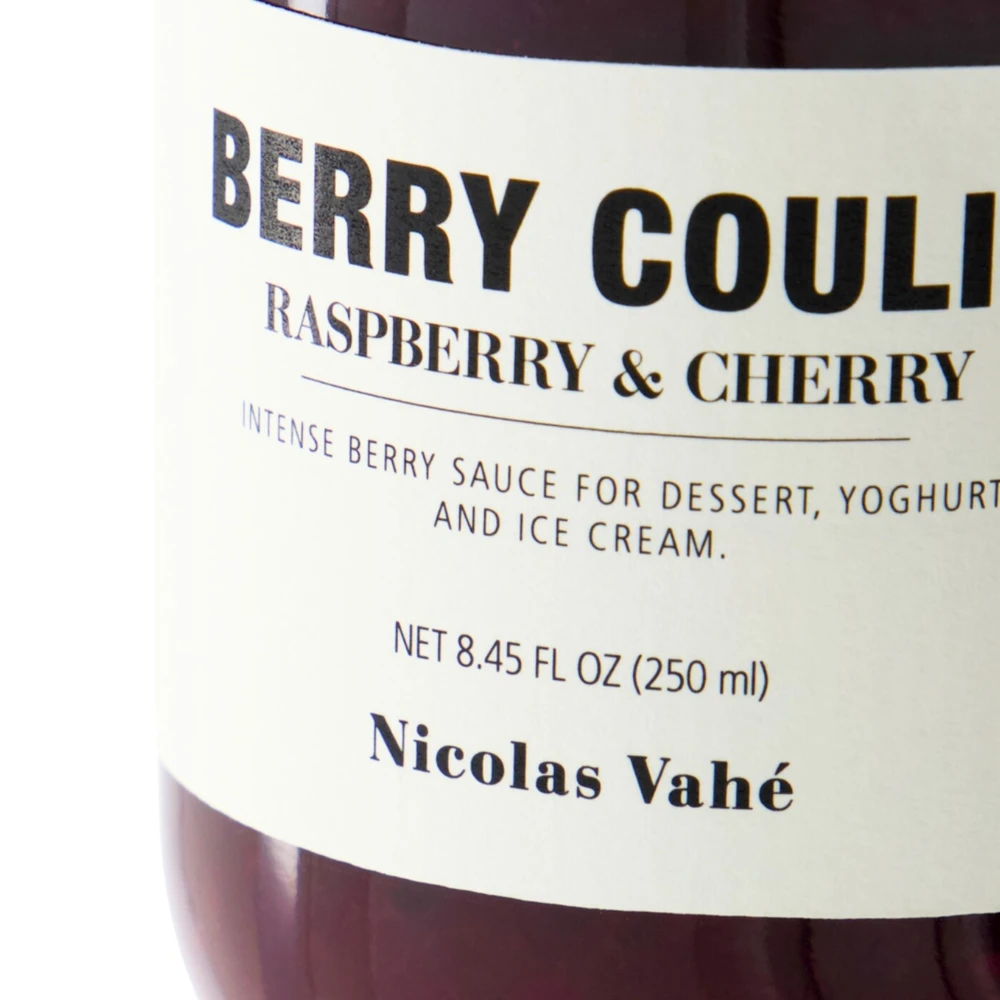 BERRY COULI
RASPBERRY & CHERRY
INTENSE BERRY SAUCE FOR DESSERT, YOGHURT
AND ICE CREAM.
NET 8.45 FL OZ (250 ml)
Nicolas Vahé